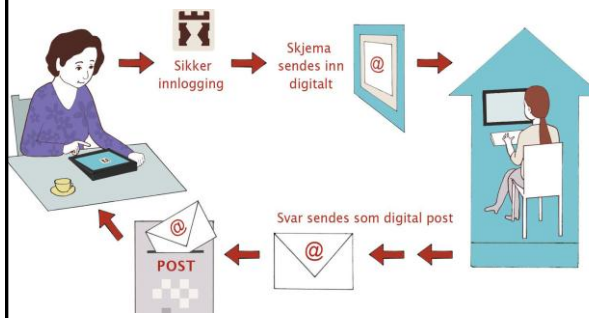 Sikker
innlogging
Skjema
sendes inn
digitalt
@
@
Svar sendes som digital post
@
@
POST